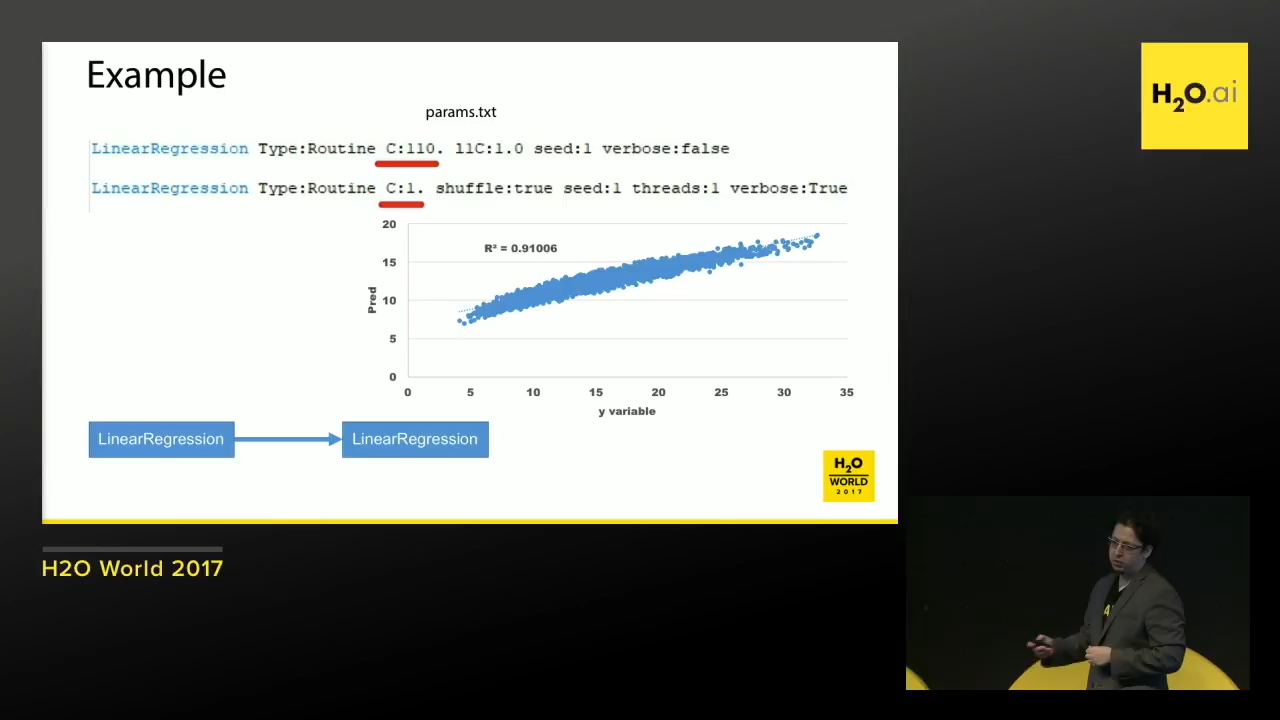 Example
params.txt
LinearRegression Type:Routine C:110. l1C:1.0 seed:1 verbose:false
LinearRegression Type:Routine C:1. shuffle:true seed:1 threads:1 verbose:True
R² = 0.91006
20
15
10
5
0
Pred
0 5 10 15 20 25 30 35
y variable
LinearRegression LinearRegression
H2O
WORLD
2017
H2O.ai
H2O World 2017